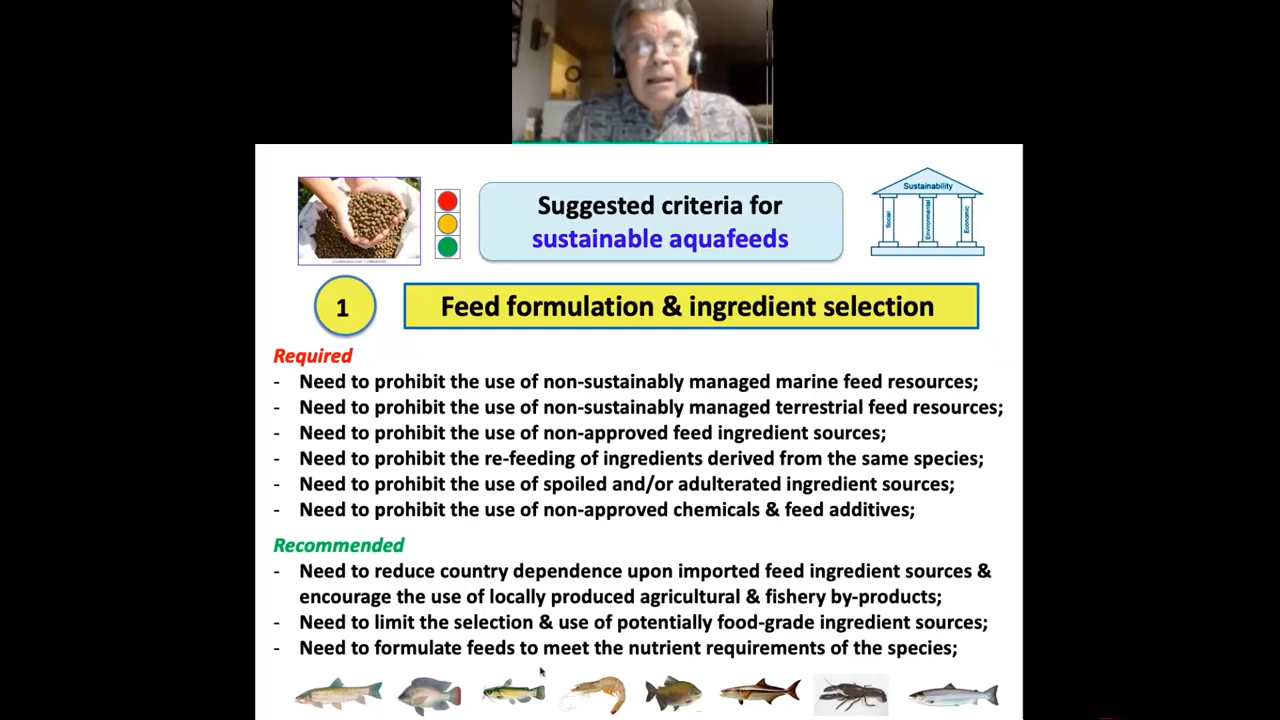 Suggested criteria for
sustainable aquafeeds
Sustainability
Social
Environmental
Economic
1
Feed formulation & ingredient selection
Required
- Need to prohibit the use of non-sustainably managed marine feed resources;
- Need to prohibit the use of non-sustainably managed terrestrial feed resources;
- Need to prohibit the use of non-approved feed ingredient sources;
- Need to prohibit the re-feeding of ingredients derived from the same species;
- Need to prohibit the use of spoiled and/or adulterated ingredient sources;
- Need to prohibit the use of non-approved chemicals & feed additives;
Recommended
- Need to reduce country dependence upon imported feed ingredient sources &
encourage the use of locally produced agricultural & fishery by-products;
- Need to limit the selection & use of potentially food-grade ingredient sources;
- Need to formulate feeds to meet the nutrient requirements of the species;